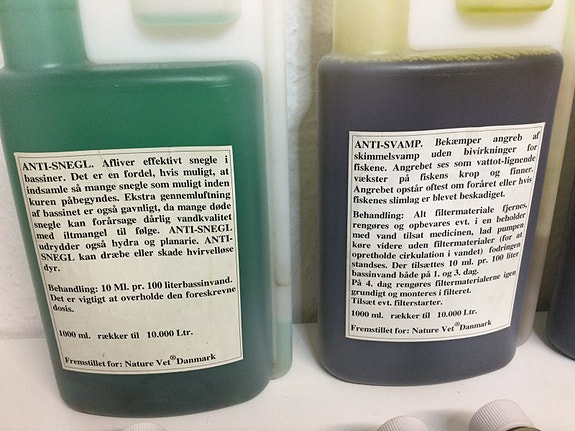 ANTI-SNEGL. Afliver effektivt snegle i
bassiner. Det er en fordel, hvis muligt, at
indsamle så mange snegle som muligt inden
kuren påbegyndes. Ekstra gennemluftning
af bassinet er også gavnligt, da mange døde
snegle kan forårsage dårlig vandkvalitet
med iltmangel til følge. ANTI-SNEGL
udrydder også hydra og planarie. ANTI-
SNEGL kan dræbe eller skade hvirvelløse
dyr.
Behandling: 10 Ml. pr. 100 literbassinvand.
Det er vigtigt at overholde den foreskrevne
dosis.
1000 ml. rækker til 10.000 Ltr.
Fremstillet for: Nature Vet® Danmark
ANTI-SVAMP. Bekæmper angreb af
skimmelsvamp uden bivirkninger for
fiskene. Angrebet ses som vattot-lignende
vækster på fiskens krop og finner.
Angrebet opstår oftest om foråret eller hvis
fiskenes slimlag er blevet beskadiget.
Behandling: Alt filtermateriale fjernes,
rengøres og opbevares evt. i en beholder
med vand tilsat medicinen, lad pumpen
køre videre uden filtermaterialer (for at
opretholde cirkulation i vandet) fodringen
standses. Der tilsættes 10 ml. pr. 100 liter
bassinvand både på 1. og 3. dag.
På 4. dag rengøres filtermaterialerne igen
grundigt og monteres i filteret.
Tilsæt evt. filterstarter.
1000 ml. rækker til 10.000 Ltr.
Fremstillet for: Nature Vet® Danmark